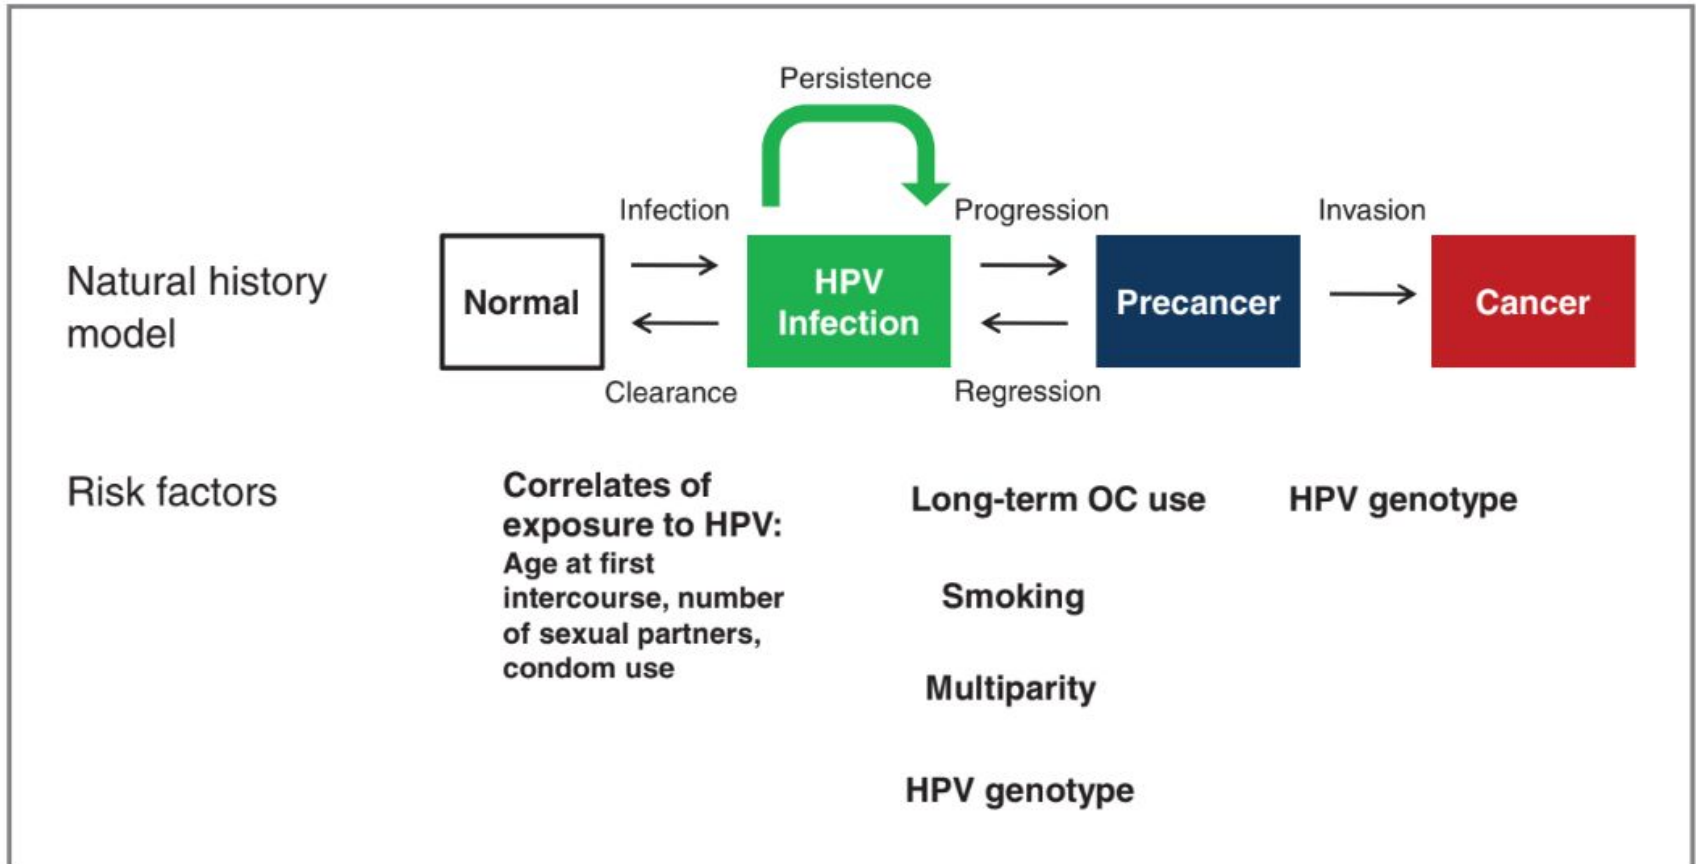 Persistence
Infection
Progression
Invasion
Natural history
model
Normal
HPV
Infection
Precancer
Cancer
Clearance
Regression
Risk factors
Correlates of
exposure to HPV:
Age at first
intercourse, number
of sexual partners,
condom use
Long-term OC use
Smoking
Multiparity
HPV genotype
HPV genotype